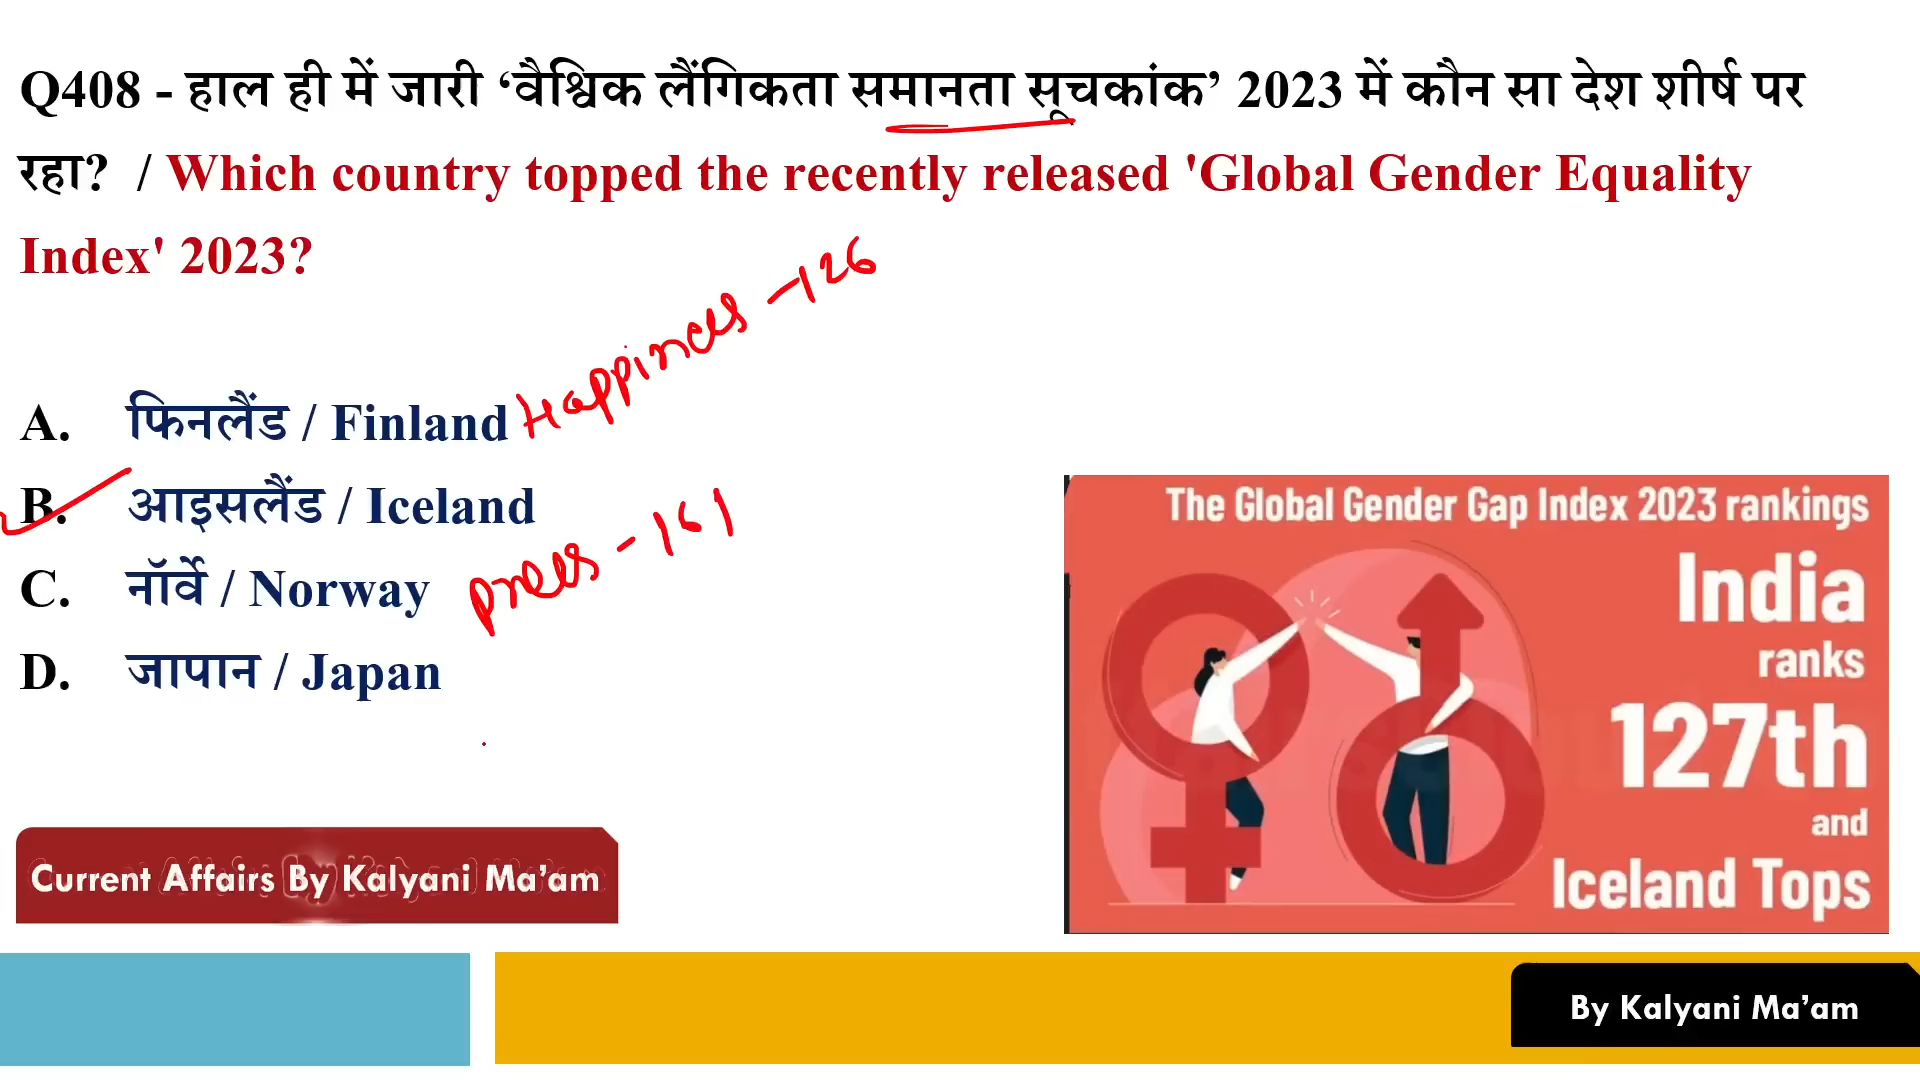 Q408 - हाल ही में जारी ‘वैश्विक लैंगिकता समानता सूचकांक’ 2023 में कौन सा देश शीर्ष पर
रहा? / Which country topped the recently released 'Global Gender Equality
Index' 2023?
Happinces - 126
A. फिनलैंड / Finland
B. आइसलैंड / Iceland
prees - 161
C. नॉर्वे / Norway
D. जापान / Japan
The Global Gender Gap Index 2023 rankings
India
ranks
127th
and
Iceland Tops
Current Affairs By Kalyani Ma’am
By Kalyani Ma’am